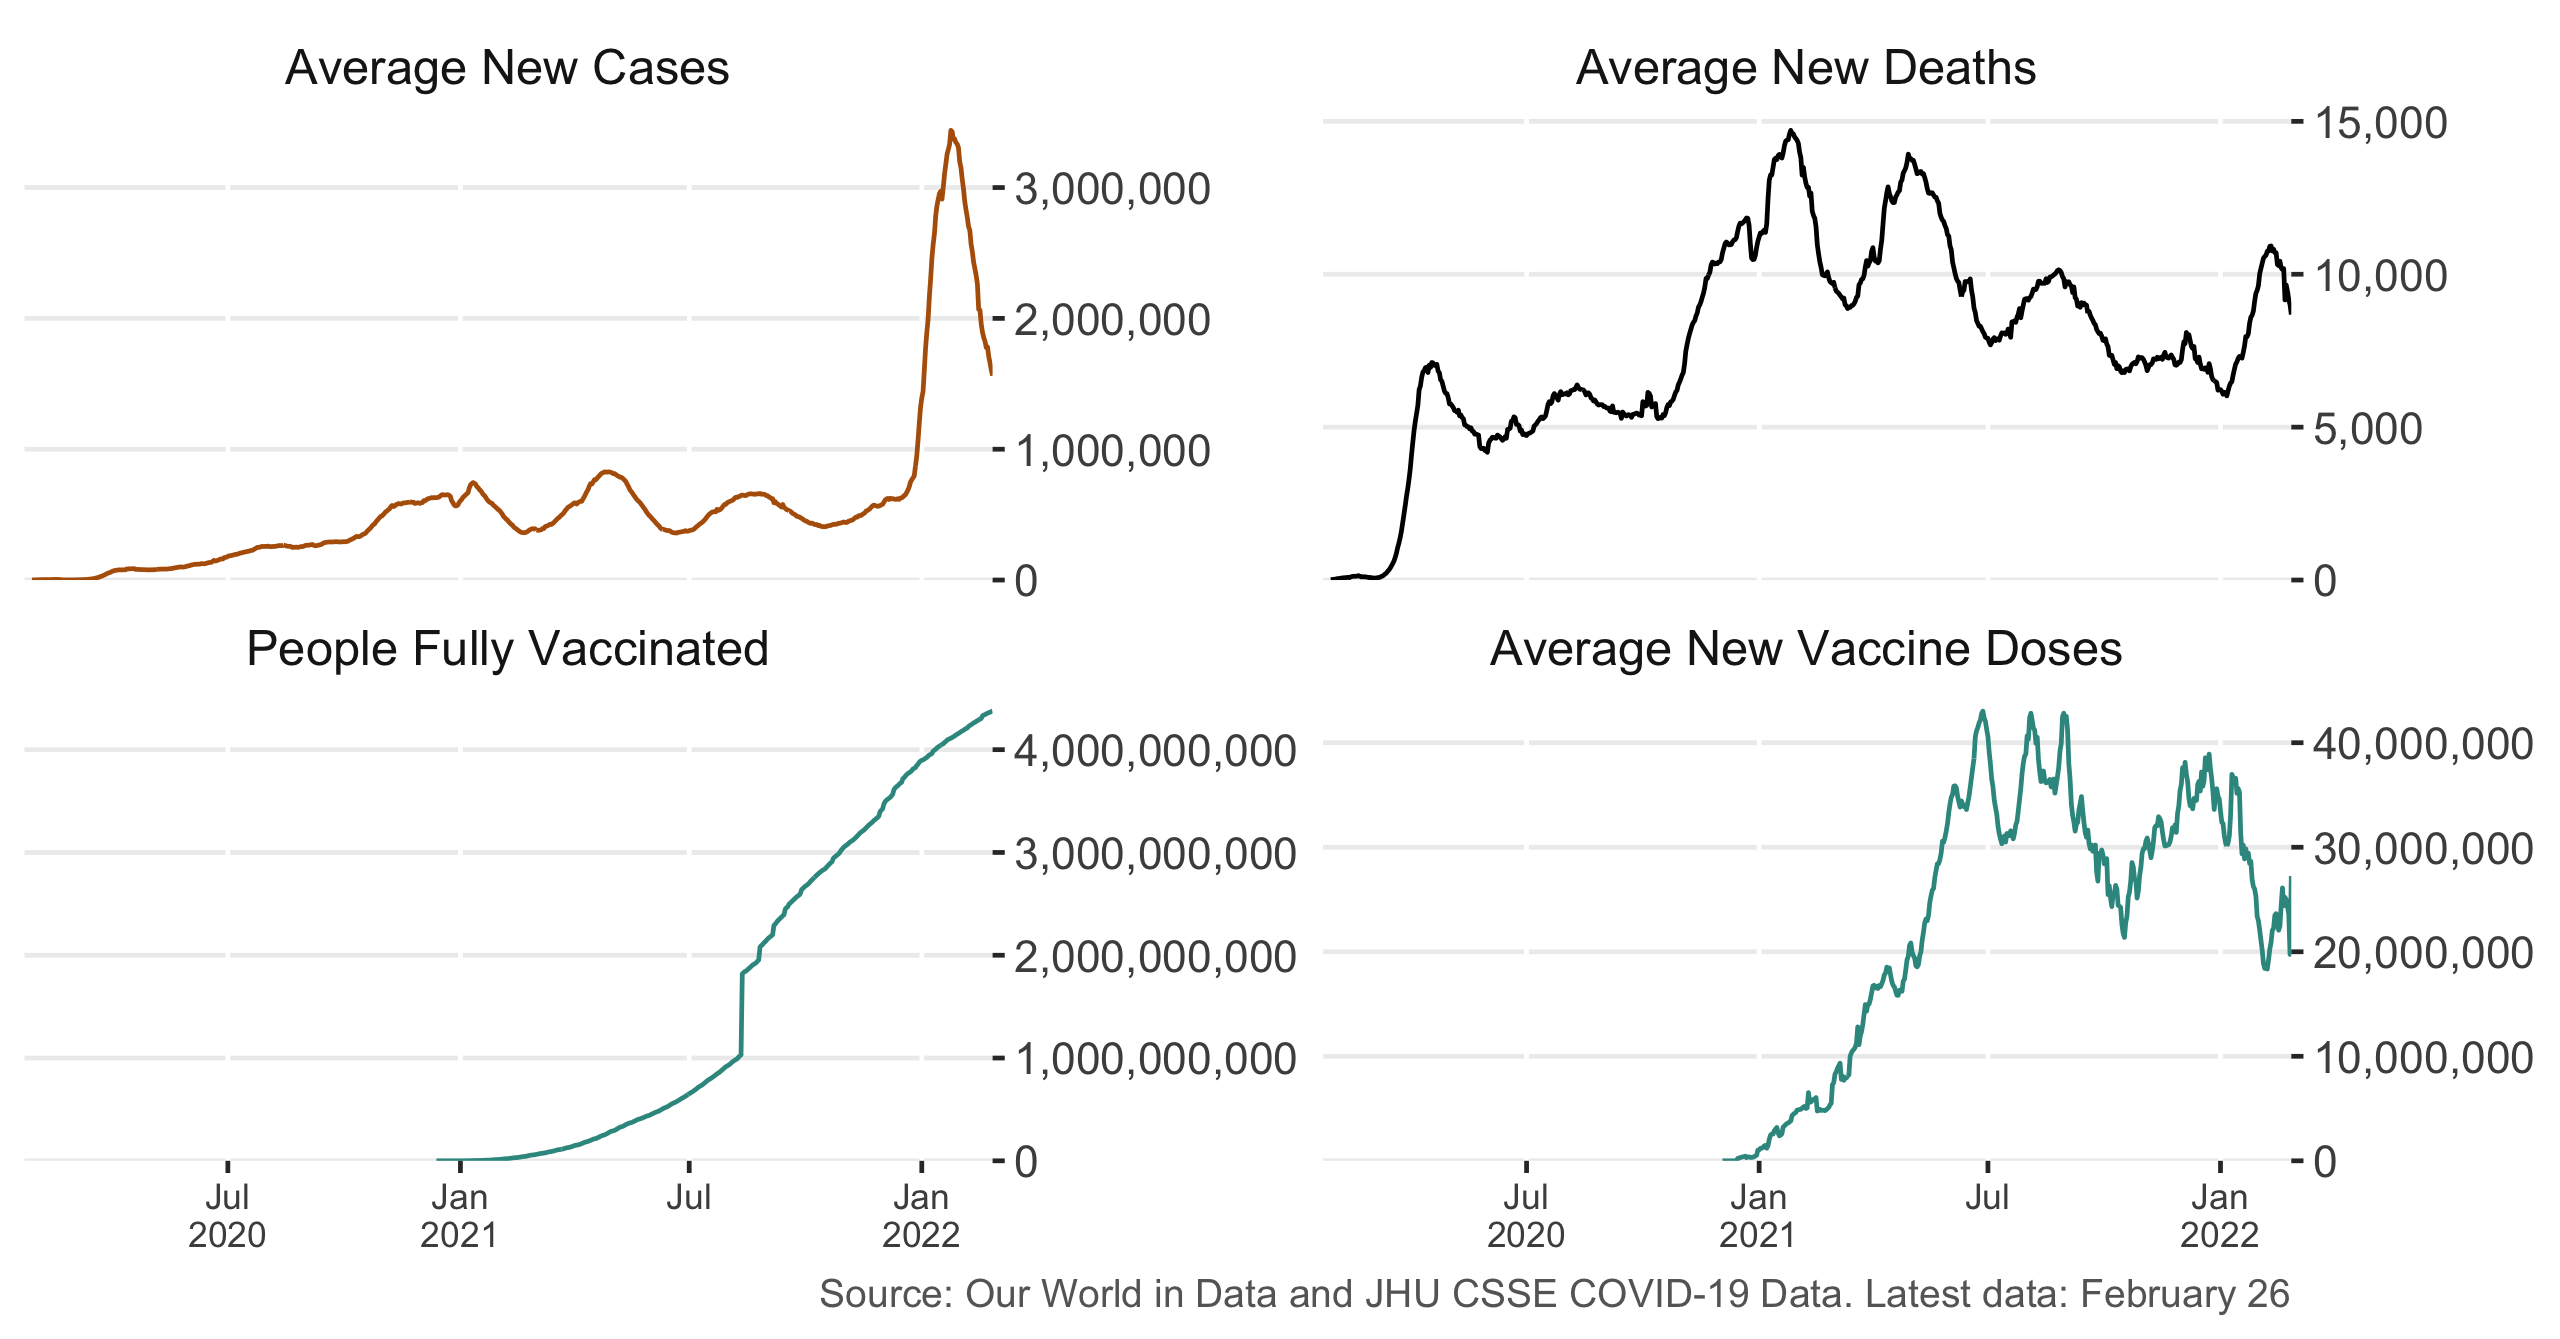 Average New Cases
3,000,000
2,000,000
1,000,000
0
Average New Deaths
15,000
10,000
5,000
0
People Fully Vaccinated
4,000,000,000
3,000,000,000
2,000,000,000
1,000,000,000
0
Jul
2020
Jan
2021
Jul
Jan
2022
Average New Vaccine Doses
40,000,000
30,000,000
20,000,000
10,000,000
0
Jul
2020
Jan
2021
Jul
Jan
2022
Source: Our World in Data and JHU CSSE COVID-19 Data. Latest data: February 26